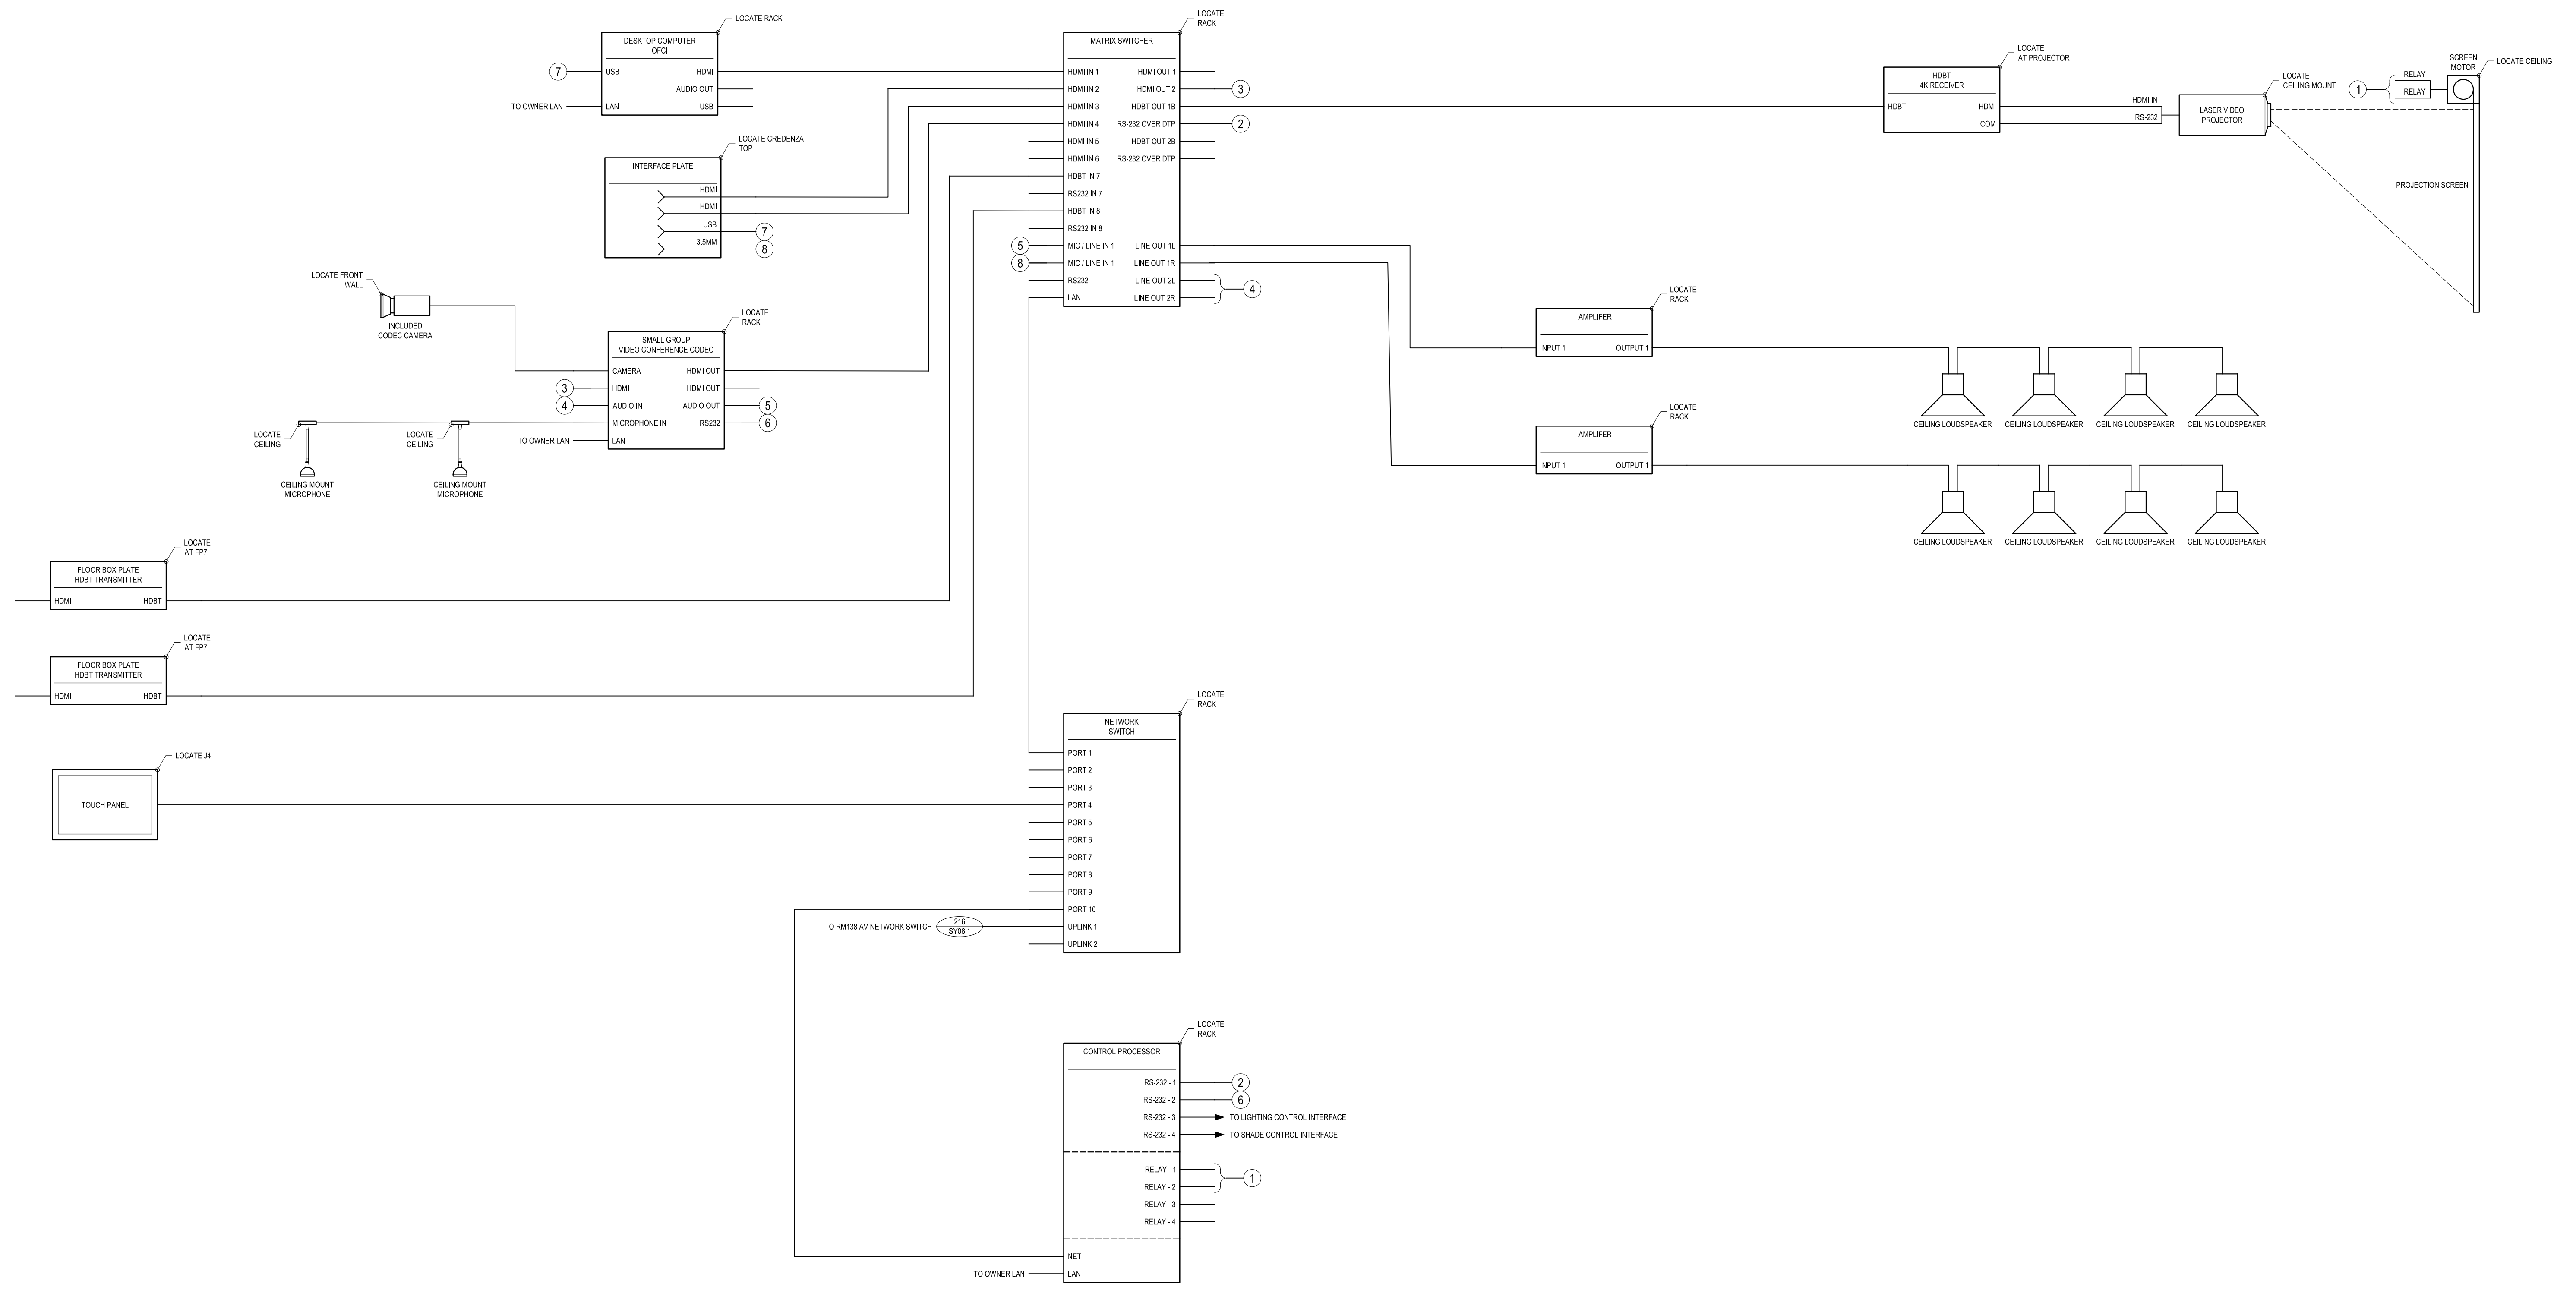 LOCATE RACK
DESKTOP COMPUTER
OFCI
7
USB
HDMI
AUDIO OUT
TO OWNER LAN
LAN
USB
LOCATE CREDENZA
TOP
INTERFACE PLATE
HDMI
HDMI
USB
7
3.5MM
8
LOCATE FRONT
WALL
INCLUDED
CODEC CAMERA
LOCATE
RACK
SMALL GROUP
VIDEO CONFERENCE CODEC
CAMERA
HDMI OUT
3
HDMI
HDMI OUT
4
AUDIO IN
AUDIO OUT
5
MICROPHONE IN
RS232
6
TO OWNER LAN
LAN
LOCATE
CEILING
LOCATE
CEILING
CEILING MOUNT
MICROPHONE
CEILING MOUNT
MICROPHONE
LOCATE
AT FP7
FLOOR BOX PLATE
HDBT TRANSMITTER
HDMI
HDBT
LOCATE
AT FP7
FLOOR BOX PLATE
HDBT TRANSMITTER
HDMI
HDBT
LOCATE J4
TOUCH PANEL
LOCATE
RACK
MATRIX SWITCHER
HDMI IN 1
HDMI OUT 1
HDMI IN 2
HDMI OUT 2
3
HDMI IN 3
HDBT OUT 1B
HDMI IN 4
RS-232 OVER DTP
2
HDMI IN 5
HDBT OUT 2B
HDMI IN 6
RS-232 OVER DTP
HDBT IN 7
RS232 IN 7
HDBT IN 8
RS232 IN 8
5
MIC / LINE IN 1
LINE OUT 1L
8
MIC / LINE IN 1
LINE OUT 1R
RS232
LINE OUT 2L
4
LAN
LINE OUT 2R
LOCATE
RACK
NETWORK
SWITCH
PORT 1
PORT 2
PORT 3
PORT 4
PORT 5
PORT 6
PORT 7
PORT 8
PORT 9
PORT 10
TO RM138 AV NETWORK SWITCH
216
SY06.1
UPLINK 1
UPLINK 2
LOCATE
RACK
CONTROL PROCESSOR
RS-232 - 1
2
RS-232 - 2
6
RS-232 - 3
TO LIGHTING CONTROL INTERFACE
RS-232 - 4
TO SHADE CONTROL INTERFACE
RELAY - 1
1
RELAY - 2
RELAY - 3
RELAY - 4
NET
TO OWNER LAN
LAN
LOCATE
RACK
AMPLIFER
INPUT 1
OUTPUT 1
LOCATE
RACK
AMPLIFER
INPUT 1
OUTPUT 1
CEILING LOUDSPEAKER
CEILING LOUDSPEAKER
CEILING LOUDSPEAKER
CEILING LOUDSPEAKER
CEILING LOUDSPEAKER
CEILING LOUDSPEAKER
CEILING LOUDSPEAKER
CEILING LOUDSPEAKER
LOCATE
AT PROJECTOR
HDBT
4K RECEIVER
HDBT
HDMI
COM
HDMI IN
RS-232
LOCATE
CEILING MOUNT
LASER VIDEO
PROJECTOR
1
RELAY
RELAY
SCREEN
MOTOR
LOCATE CEILING
PROJECTION SCREEN